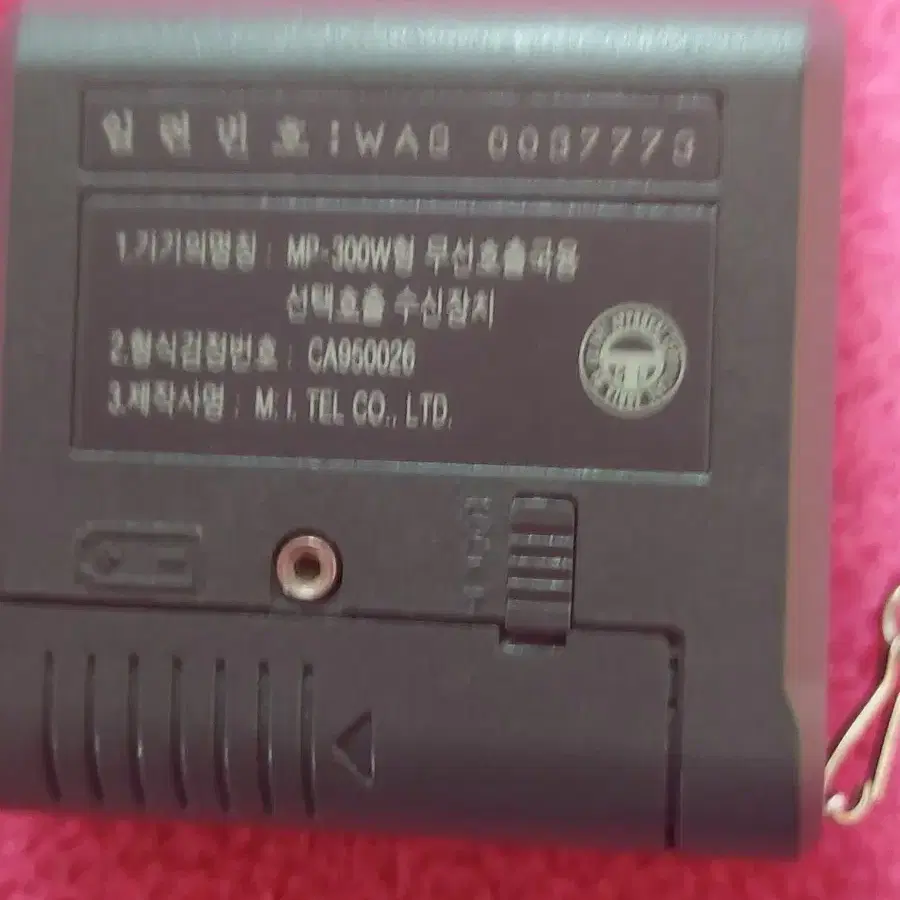 일련번호 IWAG 0097779
1.기기의명칭 : MP-300W형 무선호출국용
선택호출 수신장치
2.형식검정번호 : CA950026
3.제작사명 : M. I. TEL CO., LTD.